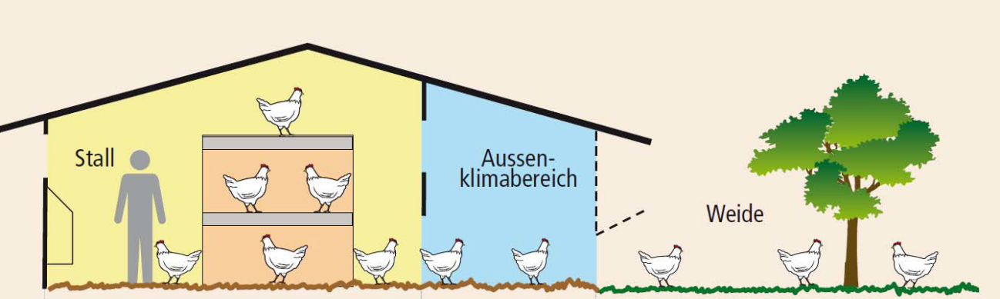 Stall
Aussen-
klimabereich
Weide